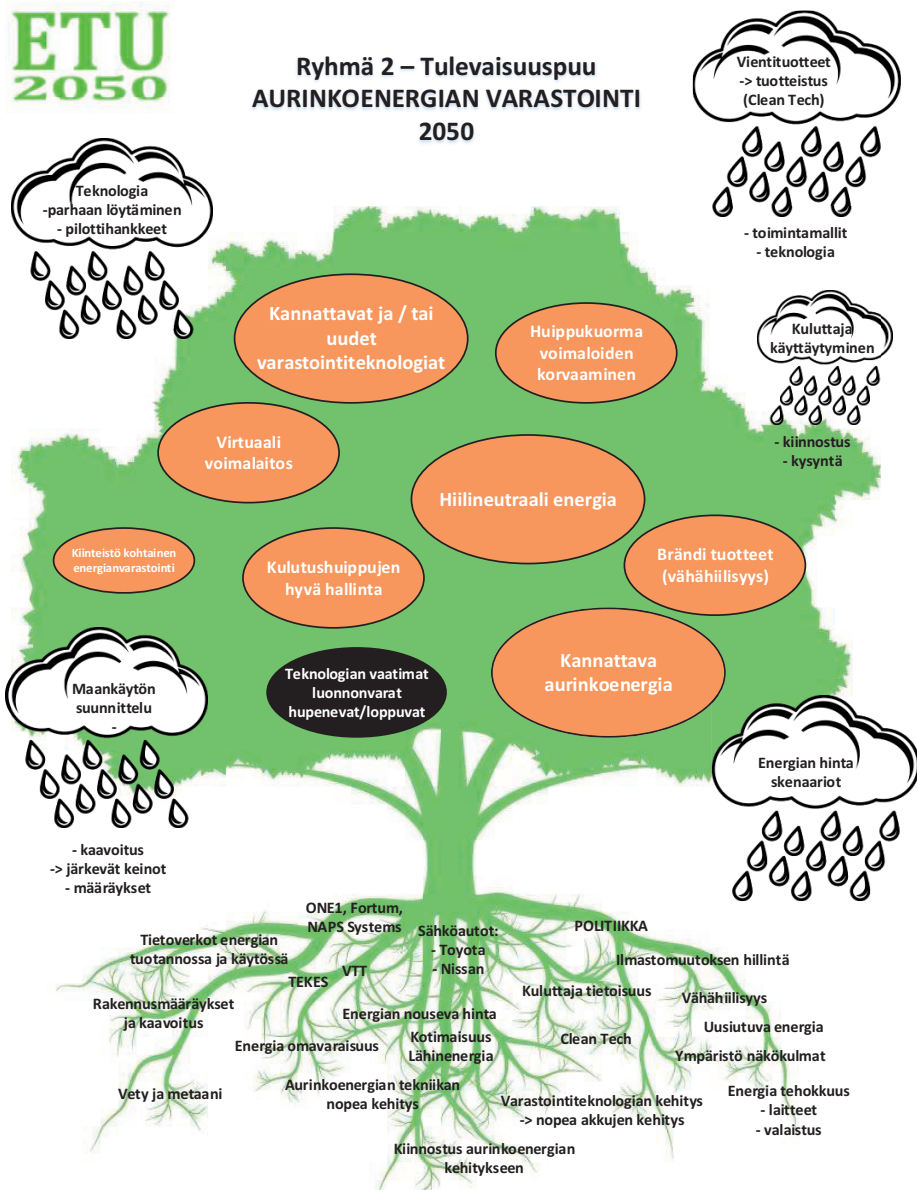 ETU
2050
Ryhmä 2 – Tulevaisuuspuu
AURINKOENERGIAN VARASTOINTI
2050
Vientituotteet
-> tuotteistus
(Clean Tech)
- toimintamallit
- teknologia
Teknologia
-parhaan löytäminen
- pilottihankkeet
Kannattavat ja / tai
uudet
varastointiteknologiat
Huippukuorma
voimaloiden
korvaaminen
Kuluttaja
käyttäytyminen
- kiinnostus
- kysyntä
Virtuaali
voimalaitos
Hiilineutraali energia
Kiinteistö kohtainen
energianvarastointi
Kulutushuippujen
hyvä hallinta
Brändi tuotteet
(vähähiilisyys)
Teknologian vaatimat
luonnonvarat
hupenevat/loppuvat
Kannattava
aurinkoenergia
Maankäytön
suunnittelu
-
- kaavoitus
-> järkevät keinot
- määräykset
Energian hinta
skenaariot
ONE1, Fortum,
NAPS Systems
Tietoverkot energian
tuotannossa ja käytössä
VTT
TEKES
Rakennusmääräykset
ja kaavoitus
Energian nouseva hinta
Energia omavaraisuus
Vety ja metaani
Sähköautot:
- Toyota
- Nissan
Kotimaisuus
Lähinenergia
Aurinkoenergian tekniikan
nopea kehitys
Kiinnostus aurinkoenergian
kehitykseen
POLITIIKKA
Ilmastomuutoksen hillintä
Kuluttaja tietoisuus
Vähähiilisyys
Uusiutuva energia
Clean Tech
Ympäristö näkökulmat
Varastointiteknologian kehitys
-> nopea akkujen kehitys
Energia tehokkuus
- laitteet
- valaistus